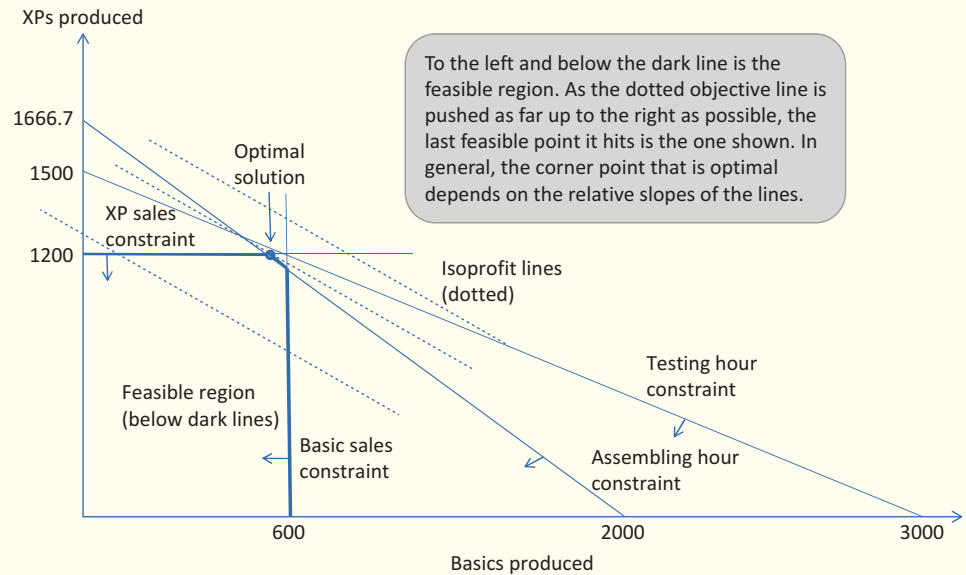 XPs produced
To the left and below the dark line is the
feasible region. As the dotted objective line is
pushed as far up to the right as possible, the
last feasible point it hits is the one shown. In
general, the corner point that is optimal
depends on the relative slopes of the lines.
1666.7
Optimal
solution
1500
XP sales
constraint
1200
Isoprofit lines
(dotted)
Testing hour
constraint
Feasible region
(below dark lines)
Basic sales
constraint
Assembling hour
constraint
600
2000
3000
Basics produced